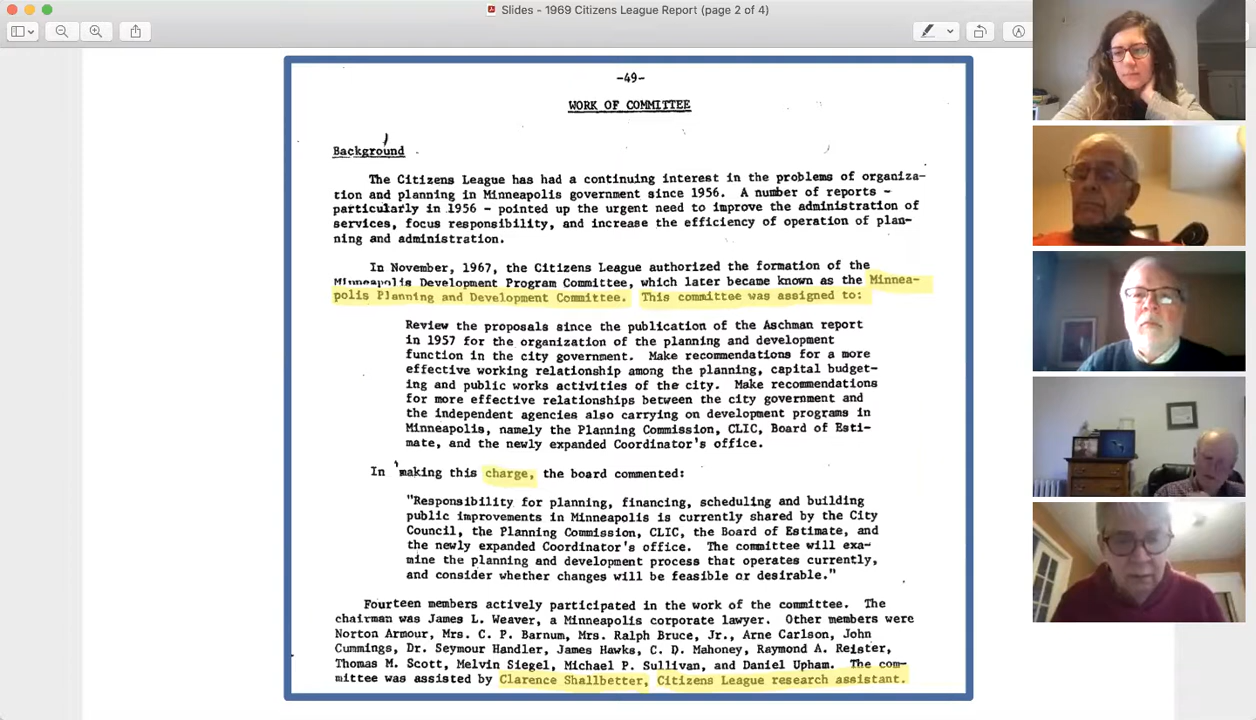 Slides - 1969 Citizens League Report (page 2 of 4)
-49-
WORK OF COMMITTEE
Background
The Citizens League has had a continuing interest in the problems of organiza-
tion and planning in Minneapolis government since 1956. A number of reports -
particularly in 1956 - pointed up the urgent need to improve the administration of
services, focus responsibility, and increase the efficiency of operation of plan-
ning and administration.
In November, 1967, the Citizens League authorized the formation of the
Minneapolis Development Program Committee, which later became known as the Minnea-
polis Planning and Development Committee. This committee was assigned to:
Review the proposals since the publication of the Aschman report
in 1957 for the organization of the planning and development
function in the city government. Make recommendations for a more
effective working relationship among the planning, capital budget-
ing and public works activities of the city. Make recommendations
for more effective relationships between the city government and
the independent agencies also carrying on development programs in
Minneapolis, namely the Planning Commission, CLIC, Board of Esti-
mate, and the newly expanded Coordinator's office.
In making this charge, the board commented:
"Responsibility for planning, financing, scheduling and building
public improvements in Minneapolis is currently shared by the City
Council, the Planning Commission, CLIC, the Board of Estimate, and
the newly expanded Coordinator's office. The committee will exa-
mine the planning and development process that operates currently,
and consider whether changes will be feasible or desirable."
Fourteen members actively participated in the work of the committee. The
chairman was James L. Weaver, a Minneapolis corporate lawyer. Other members were
Norton Armour, Mrs. C. P. Barnum, Mrs. Ralph Bruce, Jr., Arne Carlson, John
Cummings, Dr. Seymour Handler, James Hawks, C. D. Mahoney, Raymond A. Reister,
Thomas M. Scott, Melvin Siegel, Michael P. Sullivan, and Daniel Upham. The com-
mittee was assisted by Clarence Shallbetter, Citizens League research assistant.